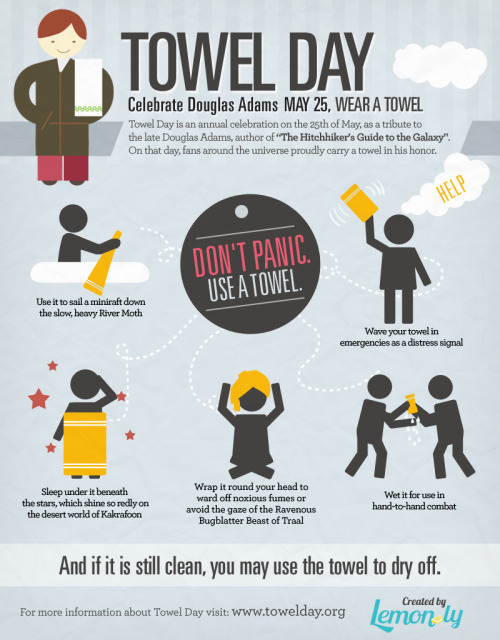 TOWEL DAY
Celebrate Douglas Adams MAY 25, WEAR A TOWEL
Towel Day is an annual celebration on the 25th of May, as a tribute to
the late Douglas Adams, author of "The Hitchhiker's Guide to the Galaxy".
On that day, fans around the universe proudly carry a towel in his honor.
HELP
DON'T PANIC.
USE A TOWEL.
Use it to sail a miniraft down
the slow, heavy River Moth
Wave your towel in
emergencies as a distress signal
Sleep under it beneath
the stars, which shine so redly on
the desert world of Kakrafoon
Wrap it round your head to
ward off noxious fumes or
avoid the gaze of the Ravenous
Bugblatter Beast of Traal
Wet it for use in
hand-to-hand combat
And if it is still clean, you may use the towel to dry off.
For more information about Towel Day visit: www.towelday.org
Created by
Lemon.ly